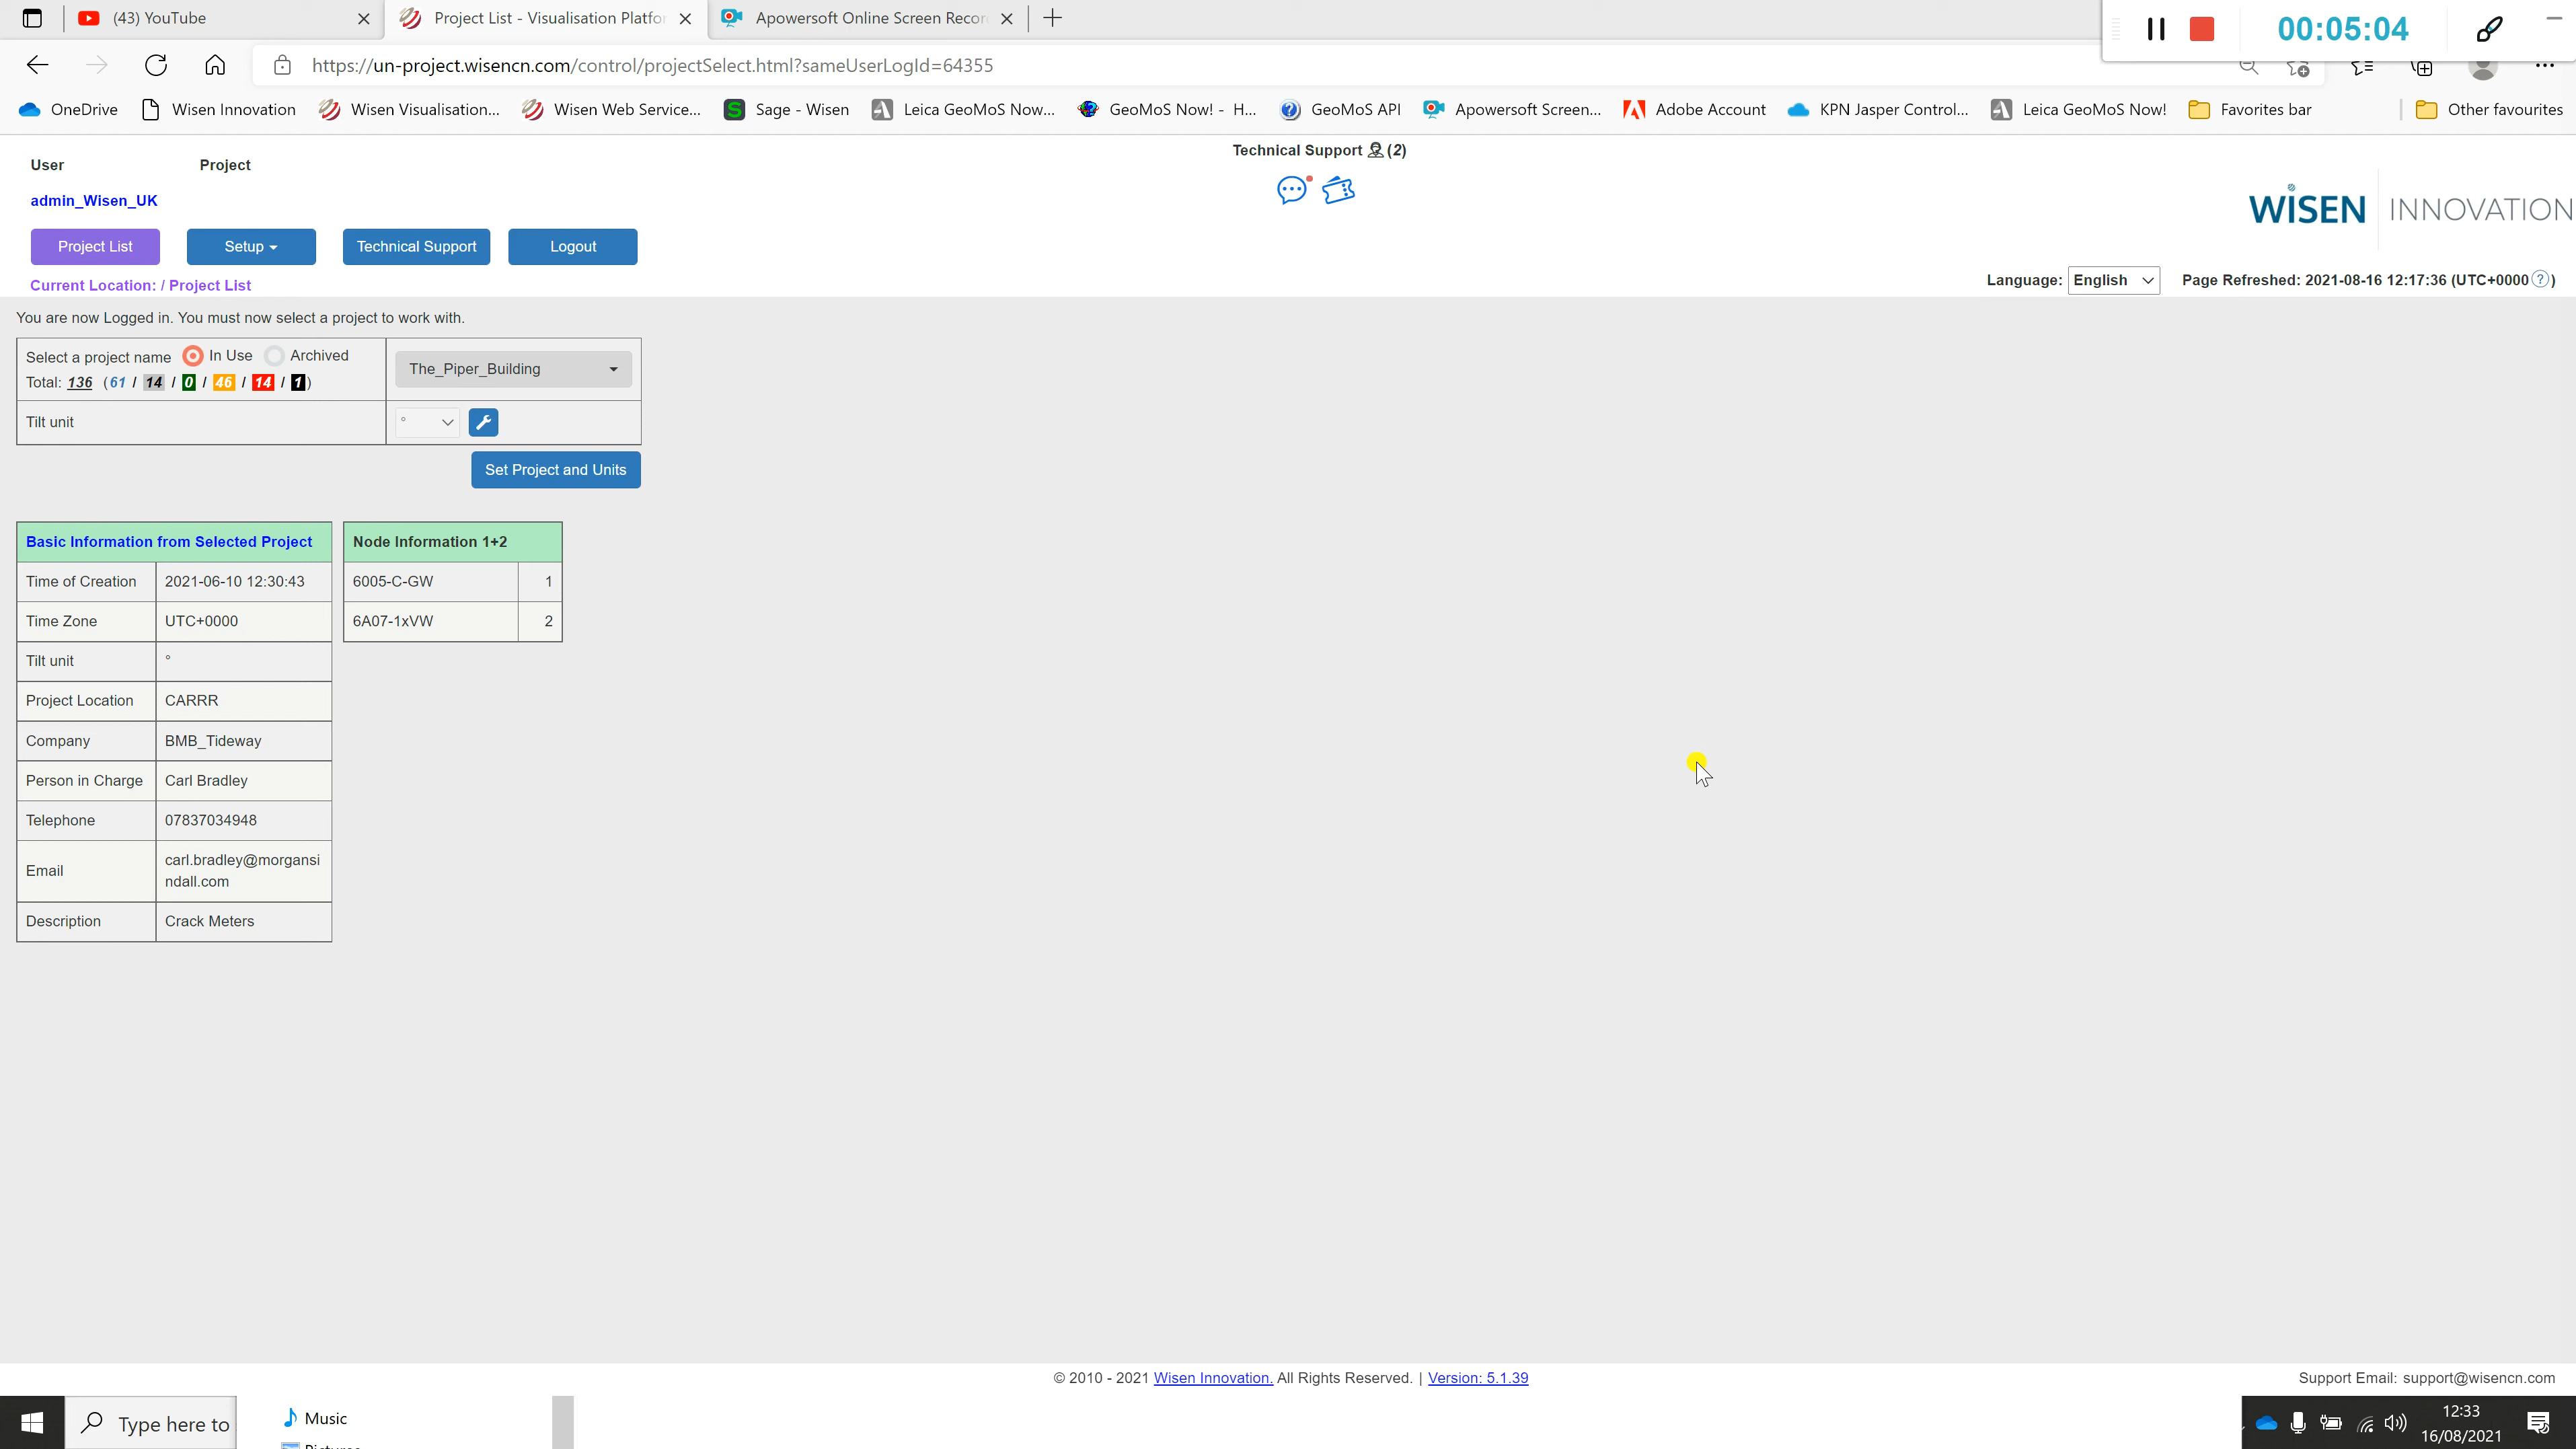 (43) YouTube
Project List - Visualisation Platfo
Apowersoft Online Screen Recor
00:05:04
https://un-project.wisencn.com/control/projectSelect.html?sameUserLogId=64355
OneDrive
Wisen Innovation
Wisen Visualisation...
Wisen Web Service...
Sage - Wisen
Leica GeoMoS Now...
GeoMoS Now! - H...
GeoMoS API
Apowersoft Screen...
Adobe Account
KPN Jasper Control...
Leica GeoMoS Now!
Favorites bar
Other favourites
User
Project
Technical Support (2)
admin_Wisen_UK
WISEN INNOVATION
Project List
Setup
Technical Support
Logout
Current Location: / Project List
Language: English
Page Refreshed: 2021-08-16 12:17:36 (UTC+0000 ?)
You are now Logged in. You must now select a project to work with.
Select a project name In Use Archived
Total: 136 (61 / 14 / 0 / 46 / 14 / 1)
The_Piper_Building
Tilt unit
°
Set Project and Units
Basic Information from Selected Project
Time of Creation 2021-06-10 12:30:43
Time Zone UTC+0000
Tilt unit °
Project Location CARRR
Company BMB_Tideway
Person in Charge Carl Bradley
Telephone 07837034948
Email carl.bradley@morgansi
ndall.com
Description Crack Meters
Node Information 1+2
6005-C-GW 1
6A07-1xVW 2
© 2010 - 2021 Wisen Innovation. All Rights Reserved. | Version: 5.1.39
Support Email: support@wisencn.com
Type here to
Music
12:33
16/08/2021